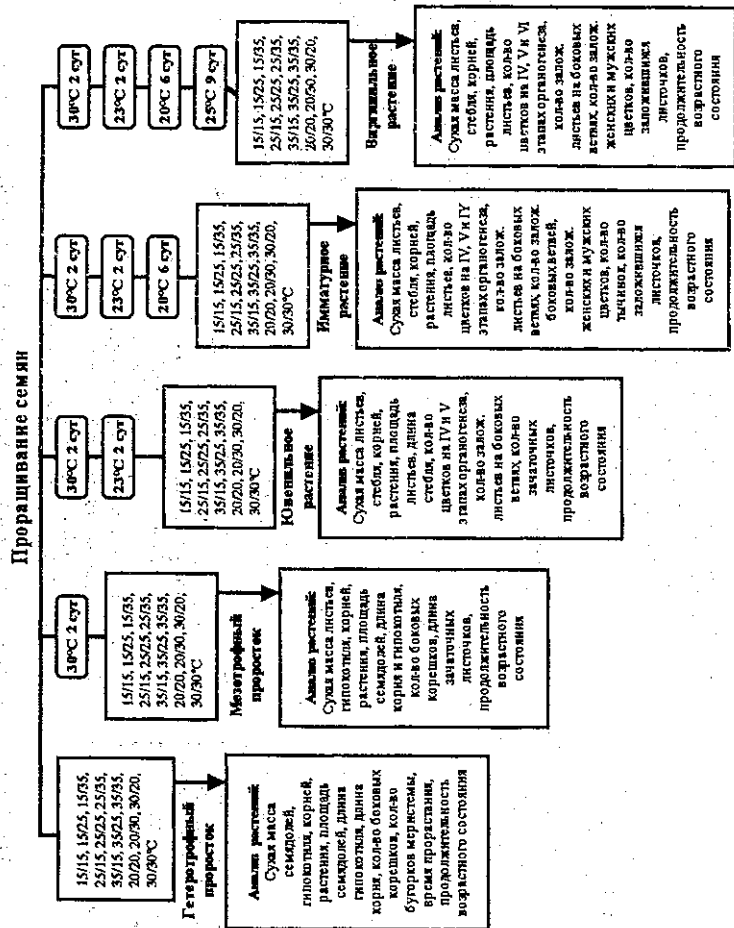 Проращивание семян
15/15, 15/25, 15/35,
25/15, 25/25, 25/35,
35/15, 35/25, 35/35,
20/20, 20/30, 30/20,
30/30°C
Гетеротрофный
проросток
Анализ растений:
Сухая масса
семядолей,
гипокотиля, корней,
растения, площадь
семядолей, длина
гипокотиля, длина
корня, кол-во боковых
корешков, кол-во
бугорков меристемы,
время прорастания,
продолжительность
возрастного состояния
30°C 2 сут
15/15, 15/25, 15/35,
25/15, 25/25, 25/35,
35/15, 35/25, 35/35,
20/20, 20/30, 30/20;
30/30°C
Мезотрофный
проросток
Анализ растений:
Сухая масса листьев,
гипокотиля, корней,
растения, площадь
семядолей, длина
корня и гипокотиля,
кол-во боковых
корешков, длина
зачаточных
листочков,
продолжительность
возрастного
состояния
30°C 2 сут
23°C 2 сут
15/15, 15/25, 15/35,
25/15, 25/25, 25/35,
35/15, 35/25, 35/35,
20/20, 20/30, 30/20,
30/30°C
Ювенильное
растение
Анализ растений:
Сухая масса листьев,
стебля, корней,
растения, площадь
листьев, длина
стебля, кол-во
цветков на IV и V
этапах органогенеза,
кол-во залож.
листьев на боковых
ветвях, кол-во
зачаточных
листочков,
продолжительность
возрастного
состояния
30°C 2 сут
23°C 2 сут
20°C 6 сут
15/15, 15/25, 15/35,
25/15, 25/25, 25/35,
35/15, 35/25, 35/35,
20/20, 20/30, 30/20,
30/30°C
Имматурное
растение
Анализ растений:
Сухая масса листьев,
стебля, корней,
растения, площадь
листьев, кол-во
цветков на IV, V и IY
этапах органогенеза,
кол-во залож.
листьев на боковых
ветвях, кол-во залож.
боковых ветвей,
кол-во залож.
женских и мужских
цветков, кол-во
тычинок, кол-во
заложившихся
листочков,
продолжительность
возрастного
состояния
30°C 2 сут
23°C 2 сут
20°C 6 сут
25°C 9 сут
15/15, 15/25, 15/35,
25/15, 25/25, 25/35,
35/15, 35/25, 35/35,
20/20, 20/30, 30/20,
30/30°C
Виргинильное
растение
Анализ растений:
Сухая масса листьев,
стебля, корней,
растения, площадь
листьев, кол-во
цветков на IV, V и VI
этапах органогенеза,
кол-во залож.
листьев на боковых
ветвях, кол-во залож.
женских и мужских
цветков, кол-во
заложившихся
листочков,
продолжительность
возрастного
состояния